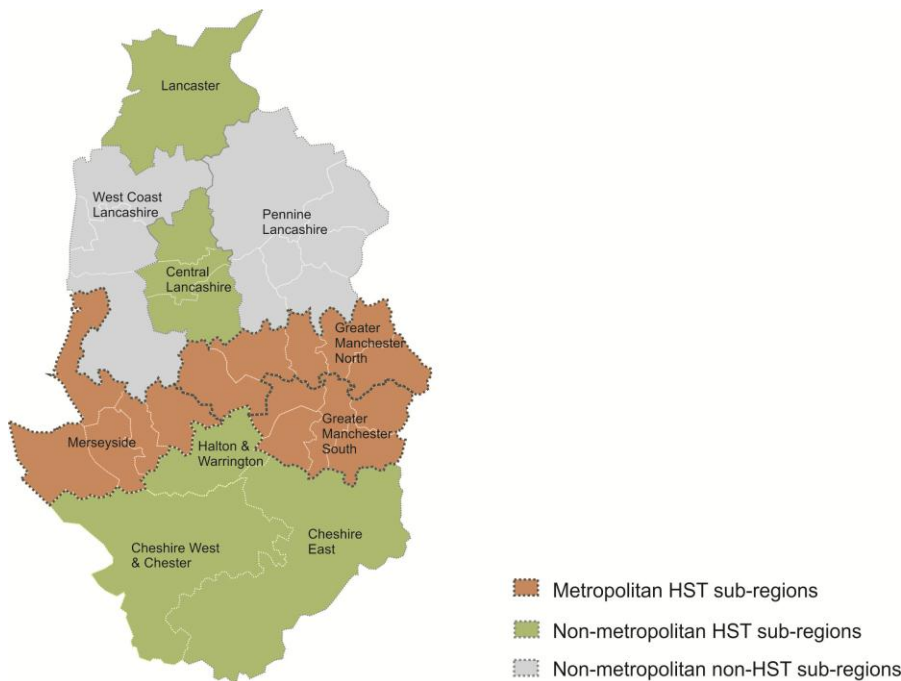 Lancaster
West Coast
Lancashire
Pennine
Lancashire
Central
Lancashire
Greater
Manchester
North
Greater
Manchester
South
Merseyside
Halton &
Warrington
Cheshire West
& Chester
Cheshire
East
Metropolitan HST sub-regions
Non-metropolitan HST sub-regions
Non-metropolitan non-HST sub-regions